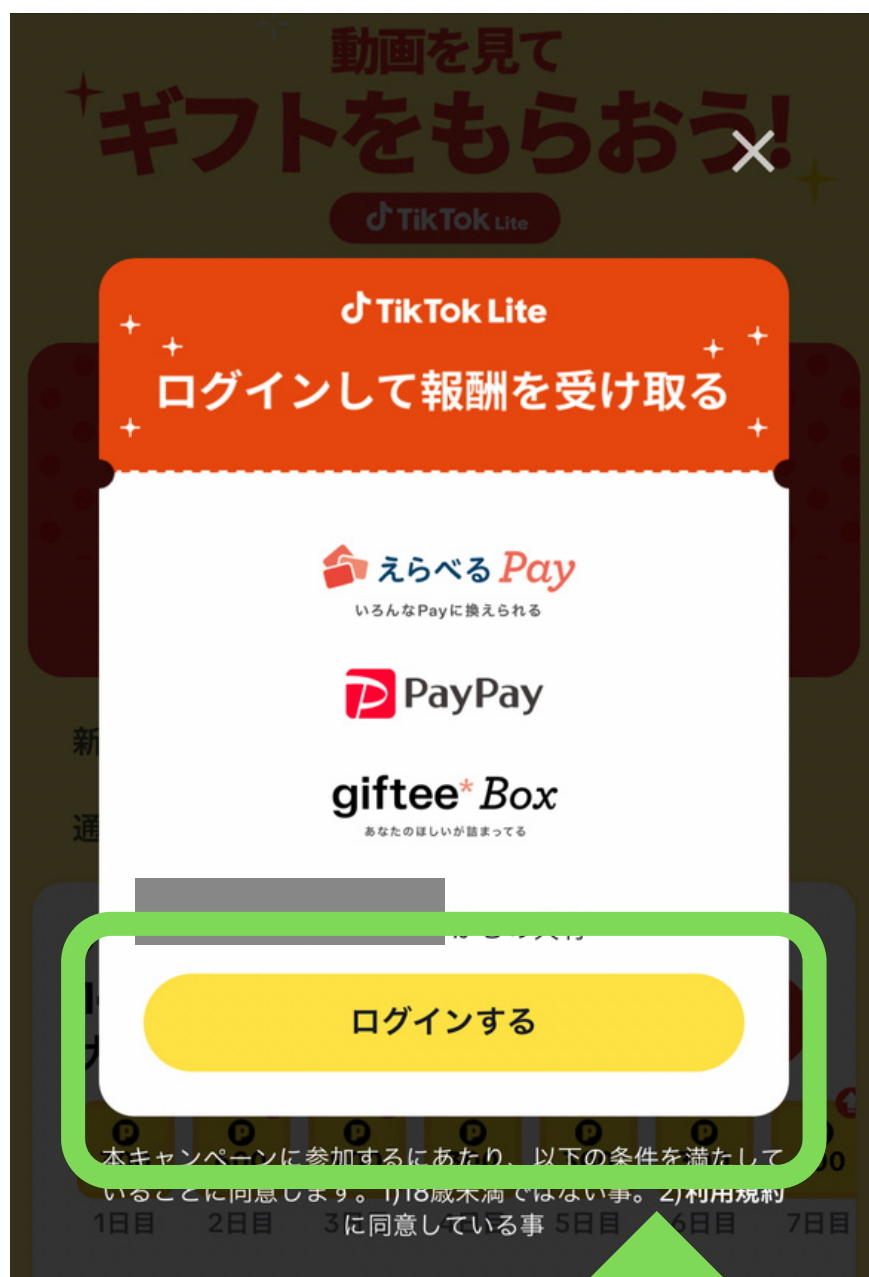 動画を見て
ギフトをもらおう!
TikTok Lite
TikTok Lite
ログインして報酬を受け取る
えらべる Pay
いろんなPayに換えられる
PayPay
giftee* Box
あなたのほしいが詰まってる
新
通
ログインする
本キャンペーンに参加するにあたり、以下の条件を満たして
いることに同意します。1)18歳未満ではない事。2)利用規約
に同意している事
1日目 2日目 5日目 6日目 7日目